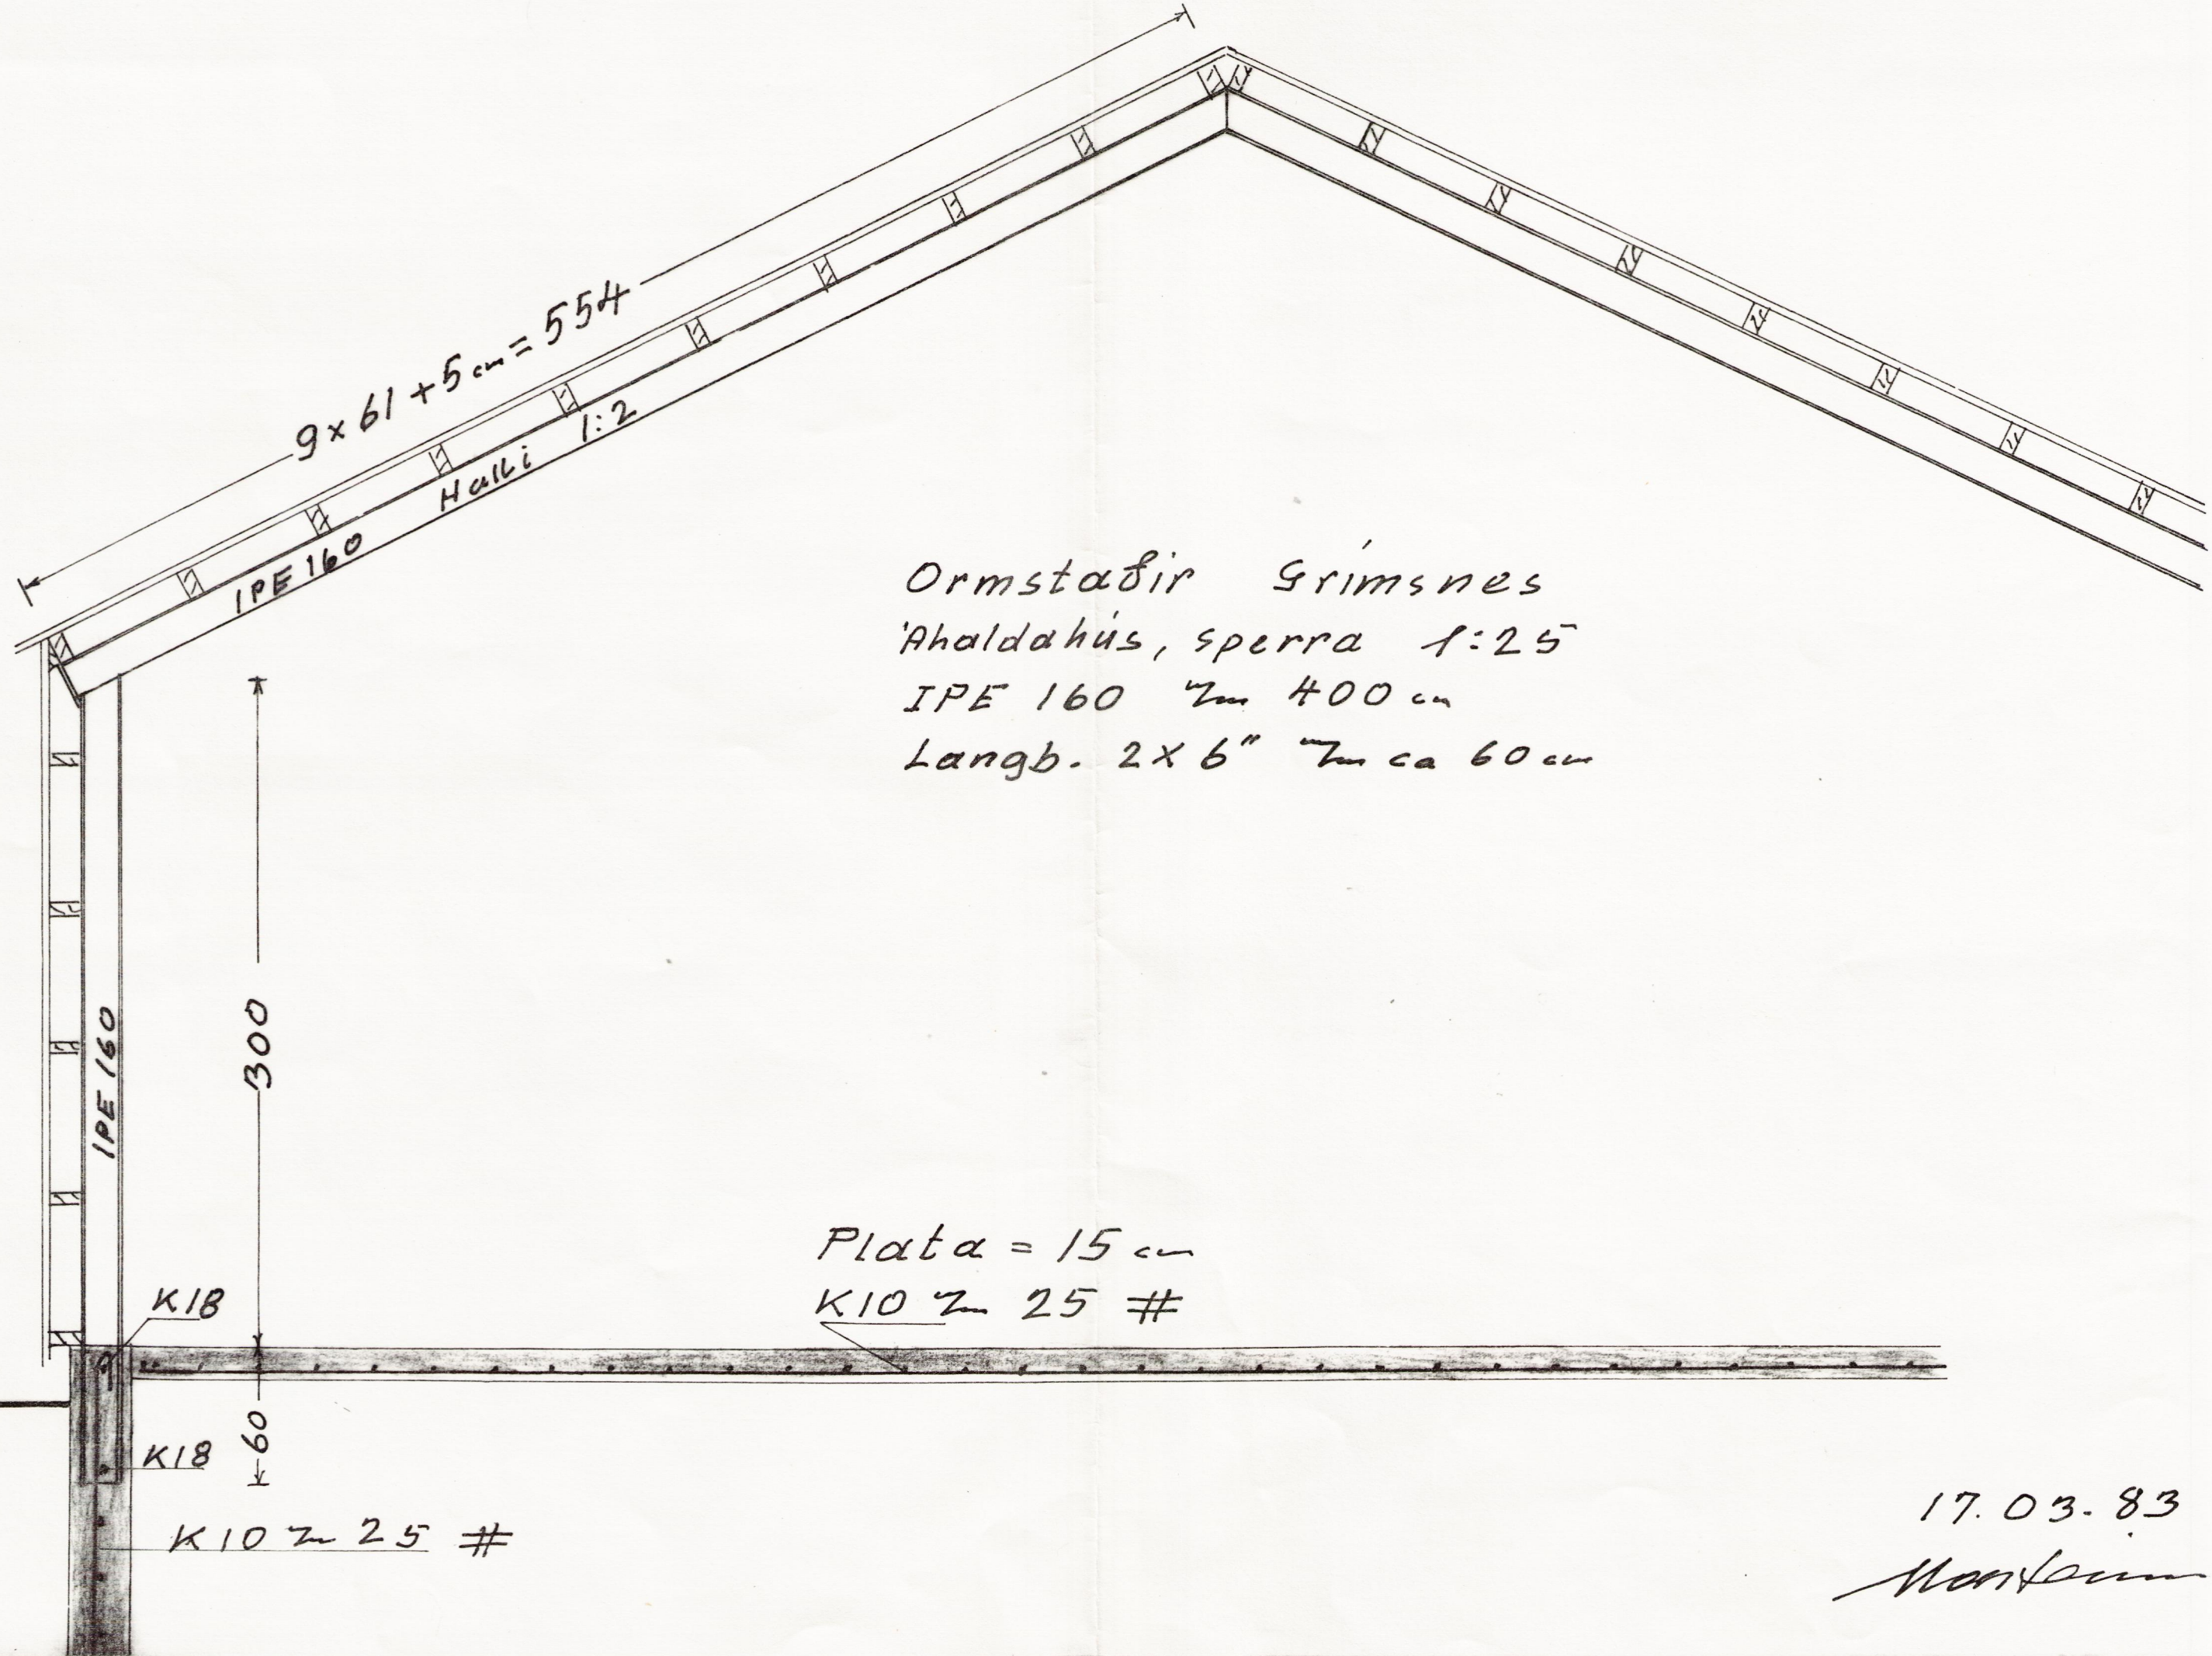 9 x 61 + 5 cm = 554
IPE 160 Halli 1:2
Ormstaðir Grímsnes
Áhaldahús, sperra 1:25
IPE 160 400 cm
Langb. 2 x 6" ca 60 cm
IPE 160
300
Plata = 15 cm
K10 25 #
K18
60
K18
K10 25 #
17.03.83